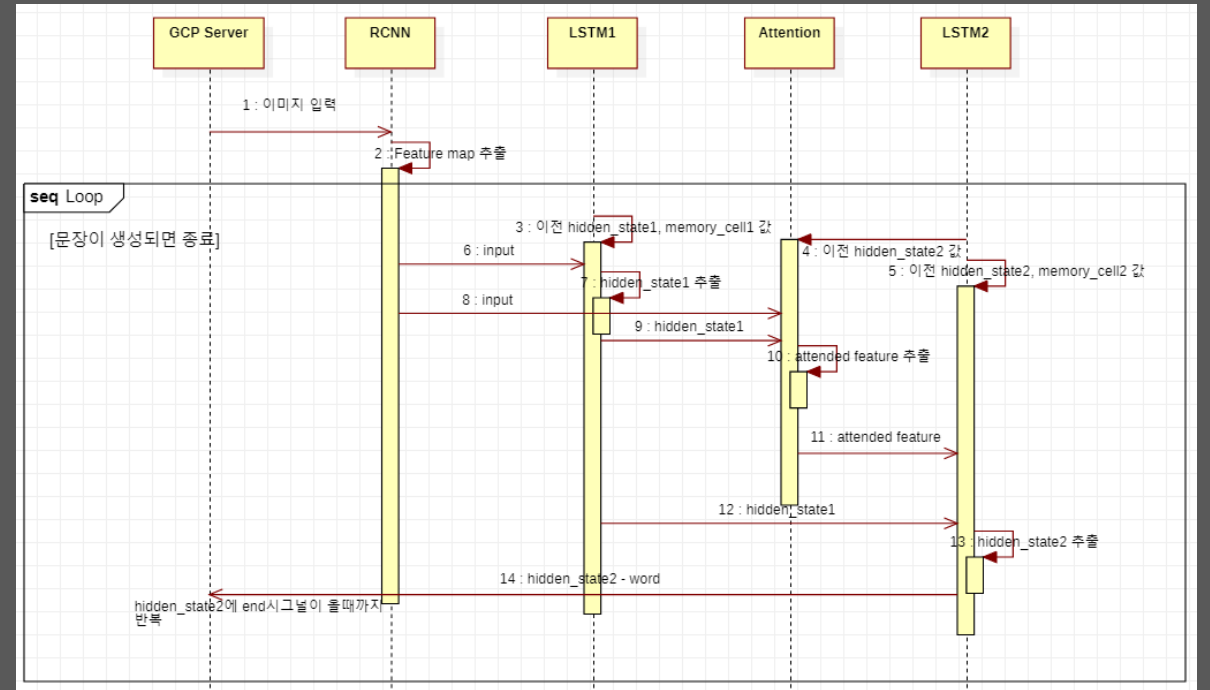 GCP Server
RCNN
LSTM1
Attention
LSTM2
1 : 이미지 입력
2 : Feature map 추출
seq Loop
[문장이 생성되면 종료]
3 : 이전 hidden_state1, memory_cell1 값
4 : 이전 hidden_state2 값
5 : 이전 hidden_state2, memory_cell2 값
6 : input
7 : hidden_state1 추출
8 : input
9 : hidden_state1
10 : attended feature 추출
11 : attended feature
12 : hidden_state1
13 : hidden_state2 추출
14 : hidden_state2 - word
hidden_state2에 end시그널이 올때까지
반복